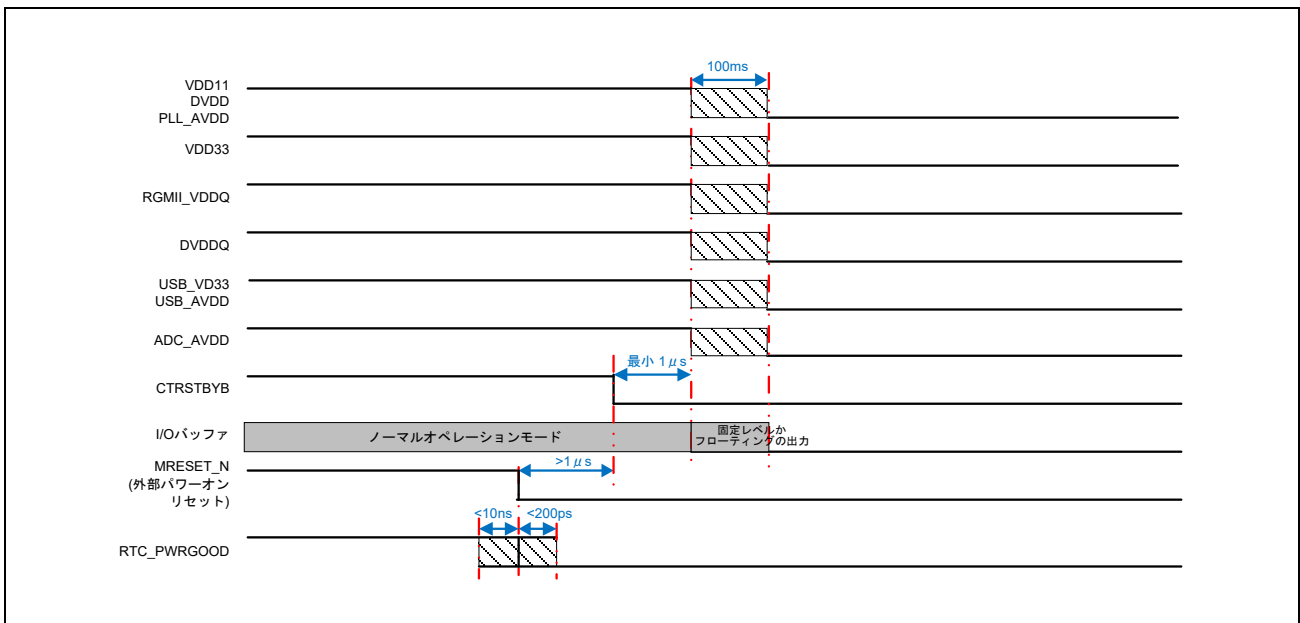 100ms
VDD11
DVDD
PLL_AVDD
VDD33
RGMII_VDDQ
DVDDQ
USB_VD33
USB_AVDD
ADC_AVDD
最小 1μs
CTRSTBYB
I/Oバッファ
ノーマルオペレーションモード
固定レベルか
フローティングの出力
MRESET_N
(外部パワーオン
リセット)
>1μs
<10ns
<200ps
RTC_PWRGOOD